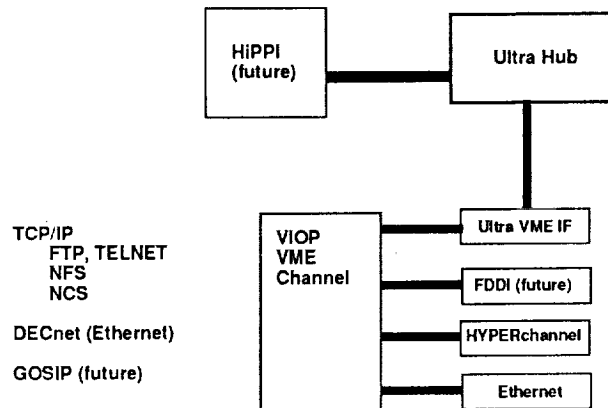 HiPPI
(future)
Ultra Hub
TCP/IP
FTP, TELNET
NFS
NCS
DECnet (Ethernet)
GOSIP (future)
VIOP
VME
Channel
Ultra VME IF
FDDI (future)
HYPERchannel
Ethernet